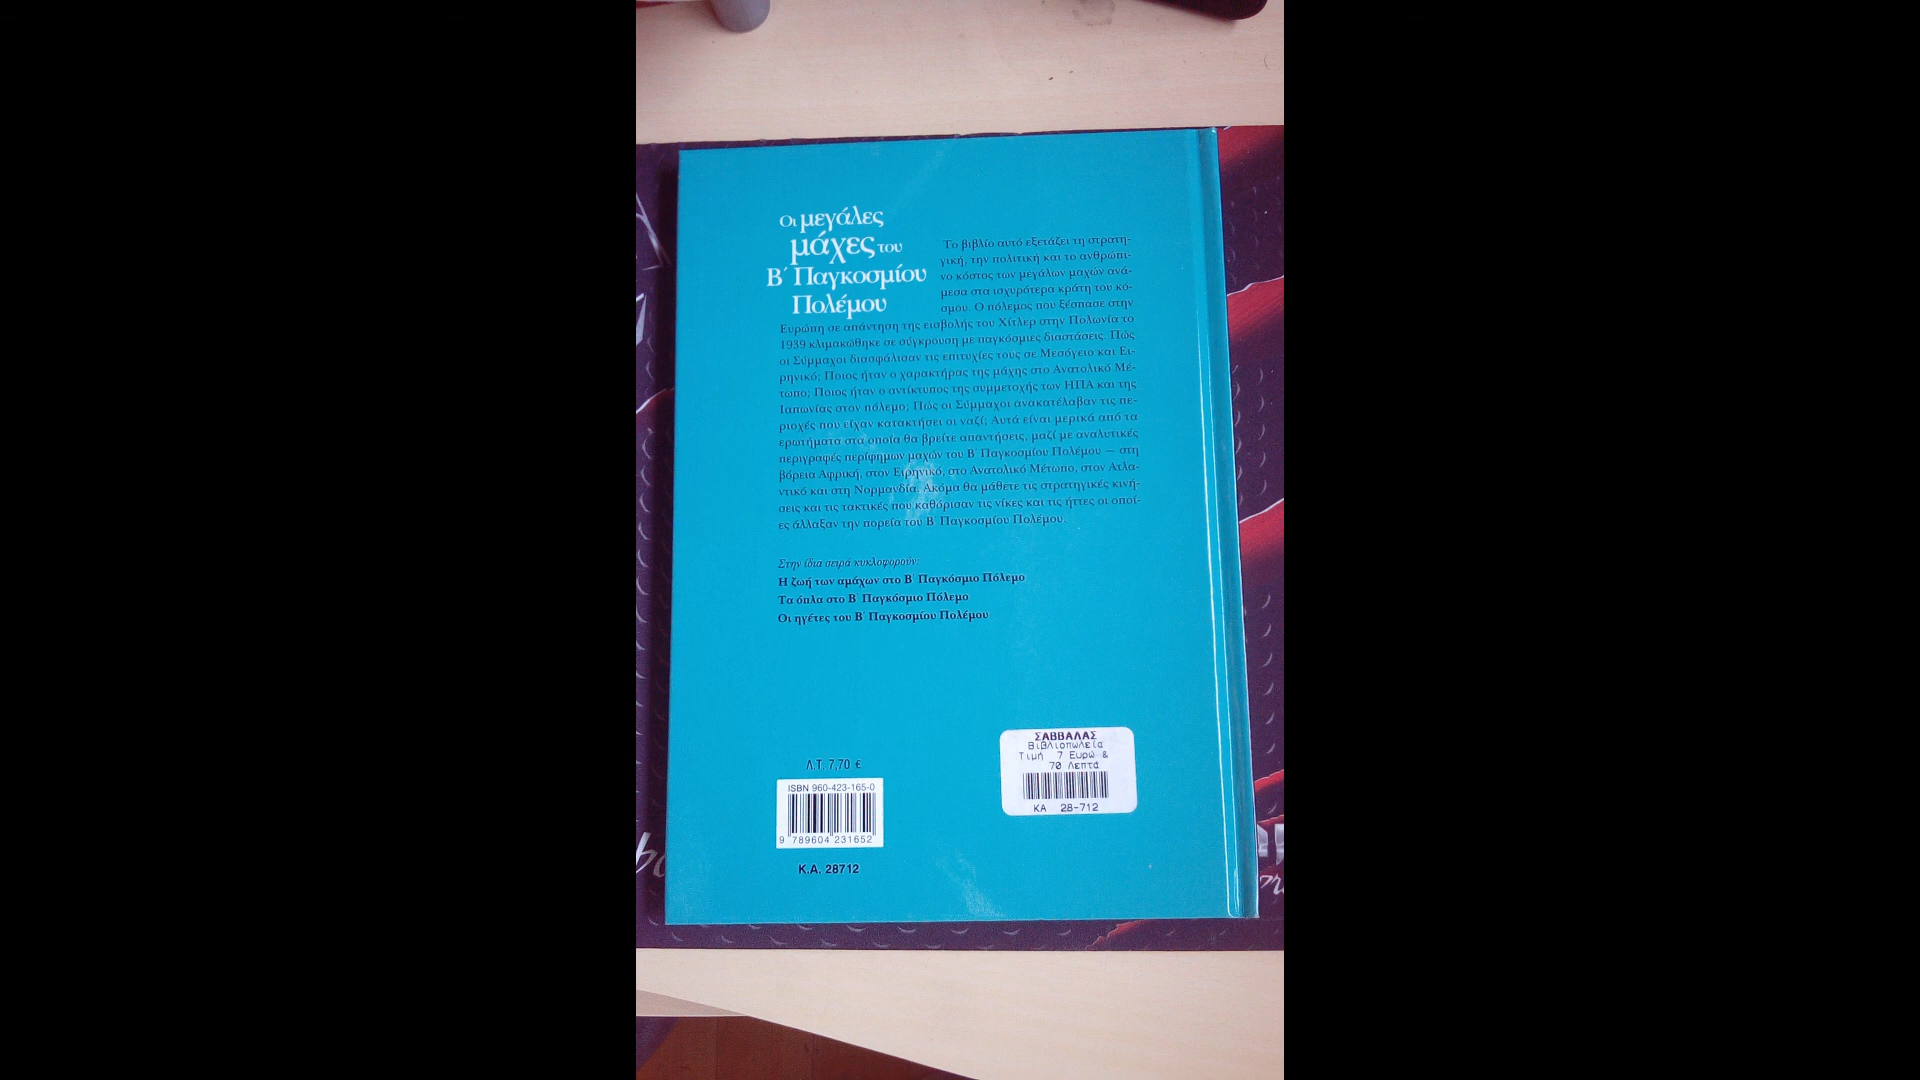 Οι μεγάλες
μάχες του
Β΄ Παγκοσμίου
Πολέμου
Το βιβλίο αυτό εξετάζει τη στρατη-
γική, την πολιτική και το ανθρώπι-
νο κόστος των μεγάλων μαχών ανά-
μεσα στα ισχυρότερα κράτη του κό-
σμου. Ο πόλεμος που ξέσπασε στην
Ευρώπη σε απάντηση της εισβολής του Χίτλερ στην Πολωνία το
1939 κλιμακώθηκε σε σύγκρουση με παγκόσμιες διαστάσεις. Πώς
οι Σύμμαχοι διασφάλισαν τις επιτυχίες τους σε Μεσόγειο και Ει-
ρηνικό; Ποιος ήταν ο χαρακτήρας της μάχης στο Ανατολικό Μέ-
τωπο; Ποιος ήταν ο αντίκτυπος της συμμετοχής των ΗΠΑ και της
Ιαπωνίας στον πόλεμο; Πώς οι Σύμμαχοι ανακατέλαβαν τις πε-
ριοχές που είχαν κατακτήσει οι ναζί; Αυτά είναι μερικά από τα
ερωτήματα στα οποία θα βρείτε απαντήσεις, μαζί με αναλυτικές
περιγραφές περίφημων μαχών του Β΄ Παγκοσμίου Πολέμου — στη
βόρεια Αφρική, στον Ειρηνικό, στο Ανατολικό Μέτωπο, στον Ατλα-
ντικό και στη Νορμανδία. Ακόμα θα μάθετε τις στρατηγικές κινή-
σεις και τις τακτικές που καθόρισαν τις νίκες και τις ήττες οι οποί-
ες άλλαξαν την πορεία του Β΄ Παγκοσμίου Πολέμου.
Στην ίδια σειρά κυκλοφορούν:
Η ζωή των αμάχων στο Β΄ Παγκόσμιο Πόλεμο
Τα όπλα στο Β΄ Παγκόσμιο Πόλεμο
Οι ηγέτες του Β΄ Παγκοσμίου Πολέμου
ΣΑΒΒΑΛΑΣ
Βιβλιοπωλεία
Τιμή 7 Ευρώ &
70 Λεπτά
ΚΑ 28-712
Λ.Τ. 7,70 €
ISBN 960-423-165-0
9 789604 231652
Κ.Α. 28712